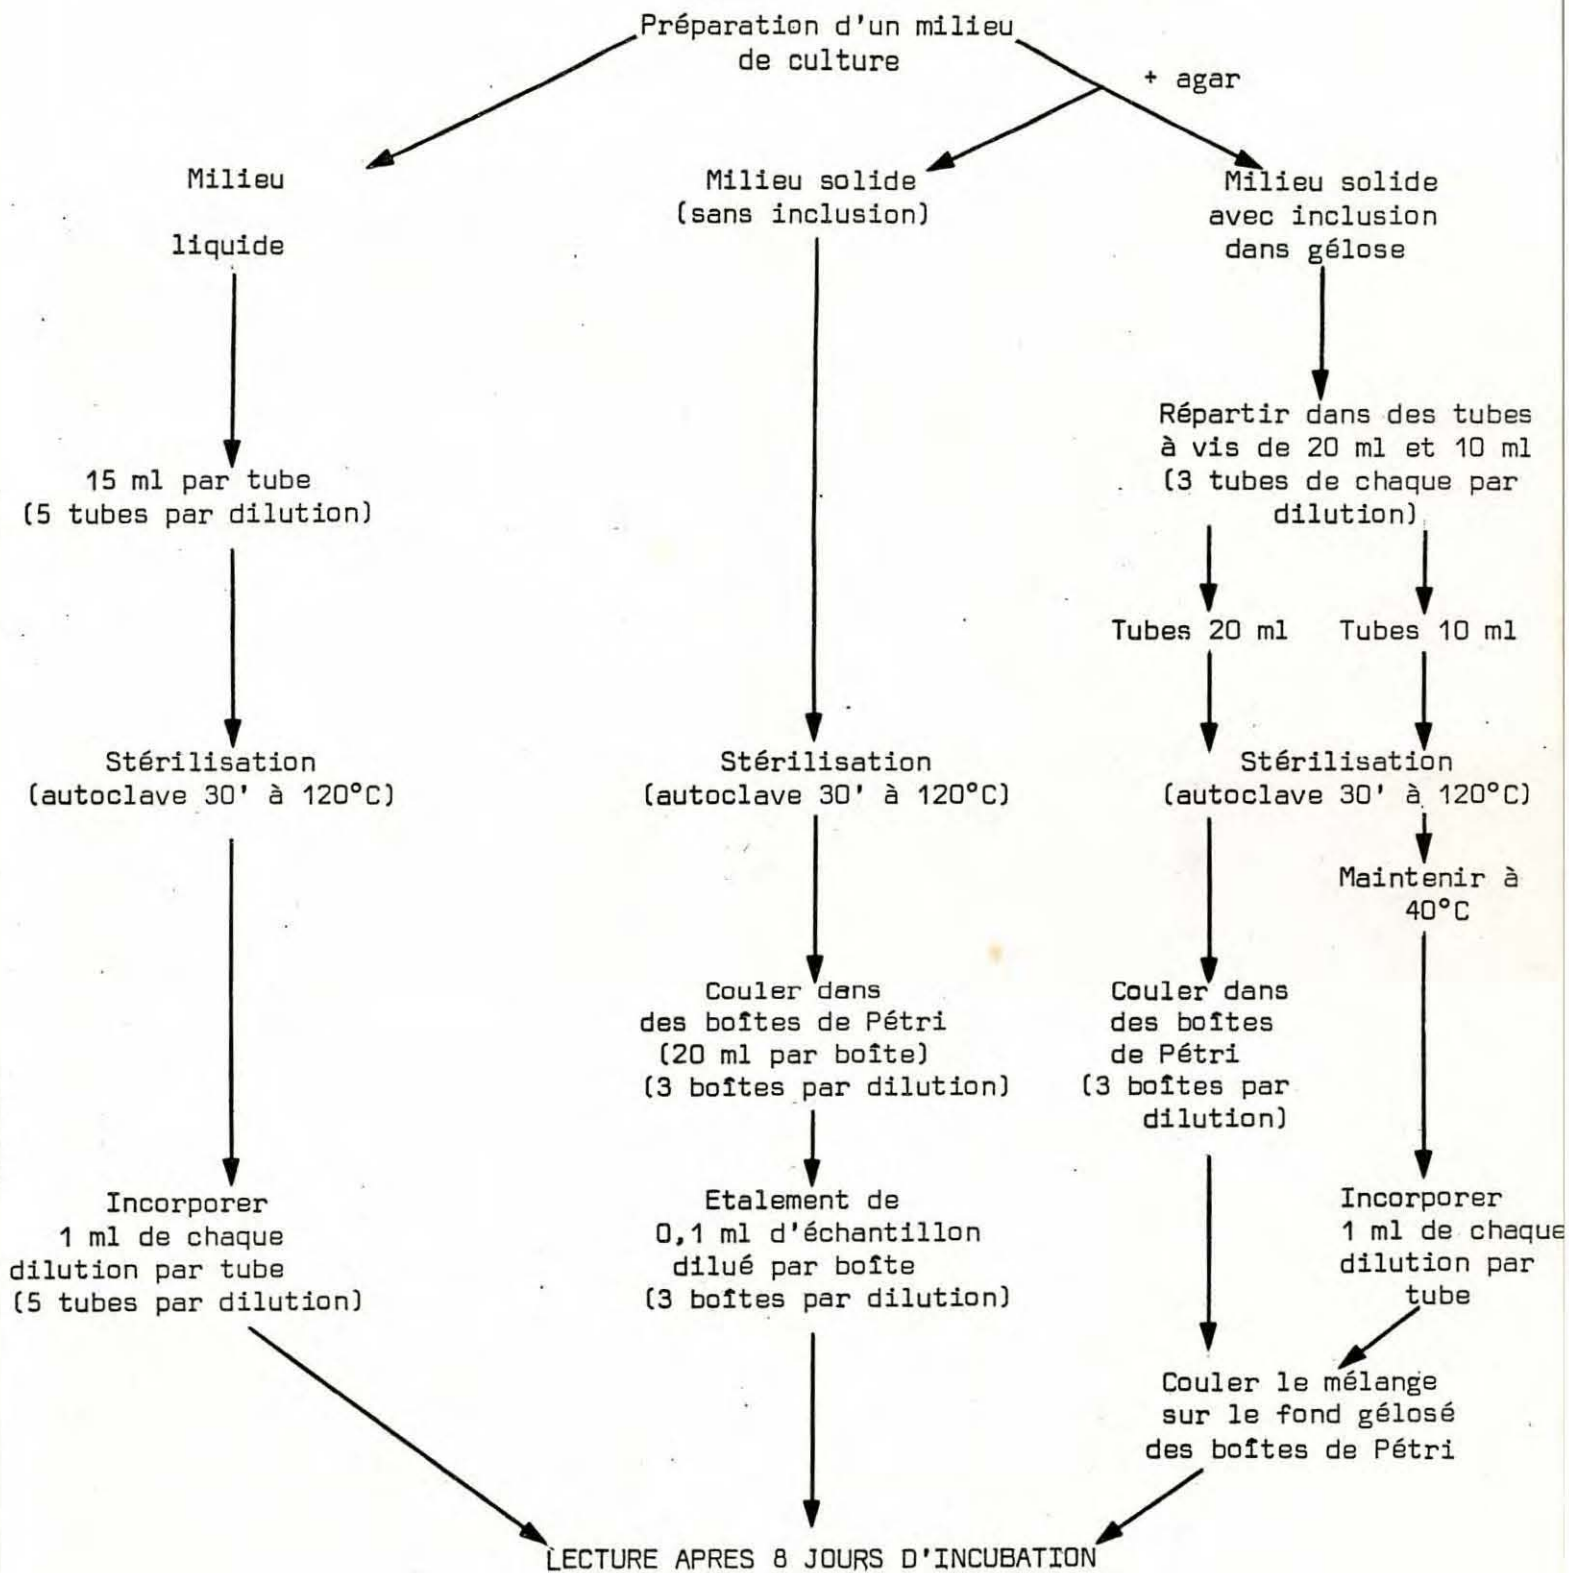 Préparation d'un milieu
de culture
+ agar
Milieu
liquide
15 ml par tube
(5 tubes par dilution)
Stérilisation
(autoclave 30' à 120°C)
Incorporer
1 ml de chaque
dilution par tube
(5 tubes par dilution)
Milieu solide
(sans inclusion)
Stérilisation
(autoclave 30' à 120°C)
Couler dans
des boîtes de Pétri
(20 ml par boîte)
(3 boîtes par dilution)
Etalement de
0,1 ml d'échantillon
dilué par boîte
(3 boîtes par dilution)
Milieu solide
avec inclusion
dans gélose
Répartir dans des tubes
à vis de 20 ml et 10 ml
(3 tubes de chaque par
dilution)
Tubes 20 ml
Tubes 10 ml
Stérilisation
(autoclave 30' à 120°C)
Maintenir à
40°C
Couler dans
des boîtes
de Pétri
(3 boîtes par
dilution)
Incorporer
1 ml de chaque
dilution par
tube
Couler le mélange
sur le fond gélosé
des boîtes de Pétri
LECTURE APRES 8 JOURS D'INCUBATION